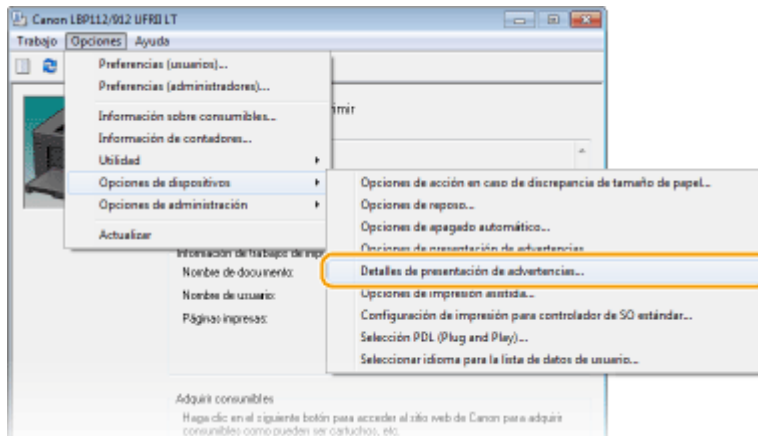 Canon LBP112/912 UFRII LT
Trabajo Opciones Ayuda
Preferencias (usuarios)...
Preferencias (administradores)...
imir
Información sobre consumibles...
Información de contadores...
Utilidad
Opciones de dispositivos
Opciones de administración
Actualizar
Opciones de acción en caso de discrepancia de tamaño de papel...
Opciones de reposo...
Opciones de apagado automático...
Opciones de presentación de advertencias...
Detalles de presentación de advertencias...
Opciones de impresión asistida...
Configuración de impresión para controlador de SO estándar...
Selección PDL (Plug and Play)...
Seleccionar idioma para la lista de datos de usuario...
Información de trabajos de impr
Nombre de documento:
Nombre de usuario:
Páginas impresas:
Adquirir consumibles
Haga clic en el siguiente botón para acceder al sitio web de Canon para adquirir
consumibles como pueden ser cartuchos, etc.